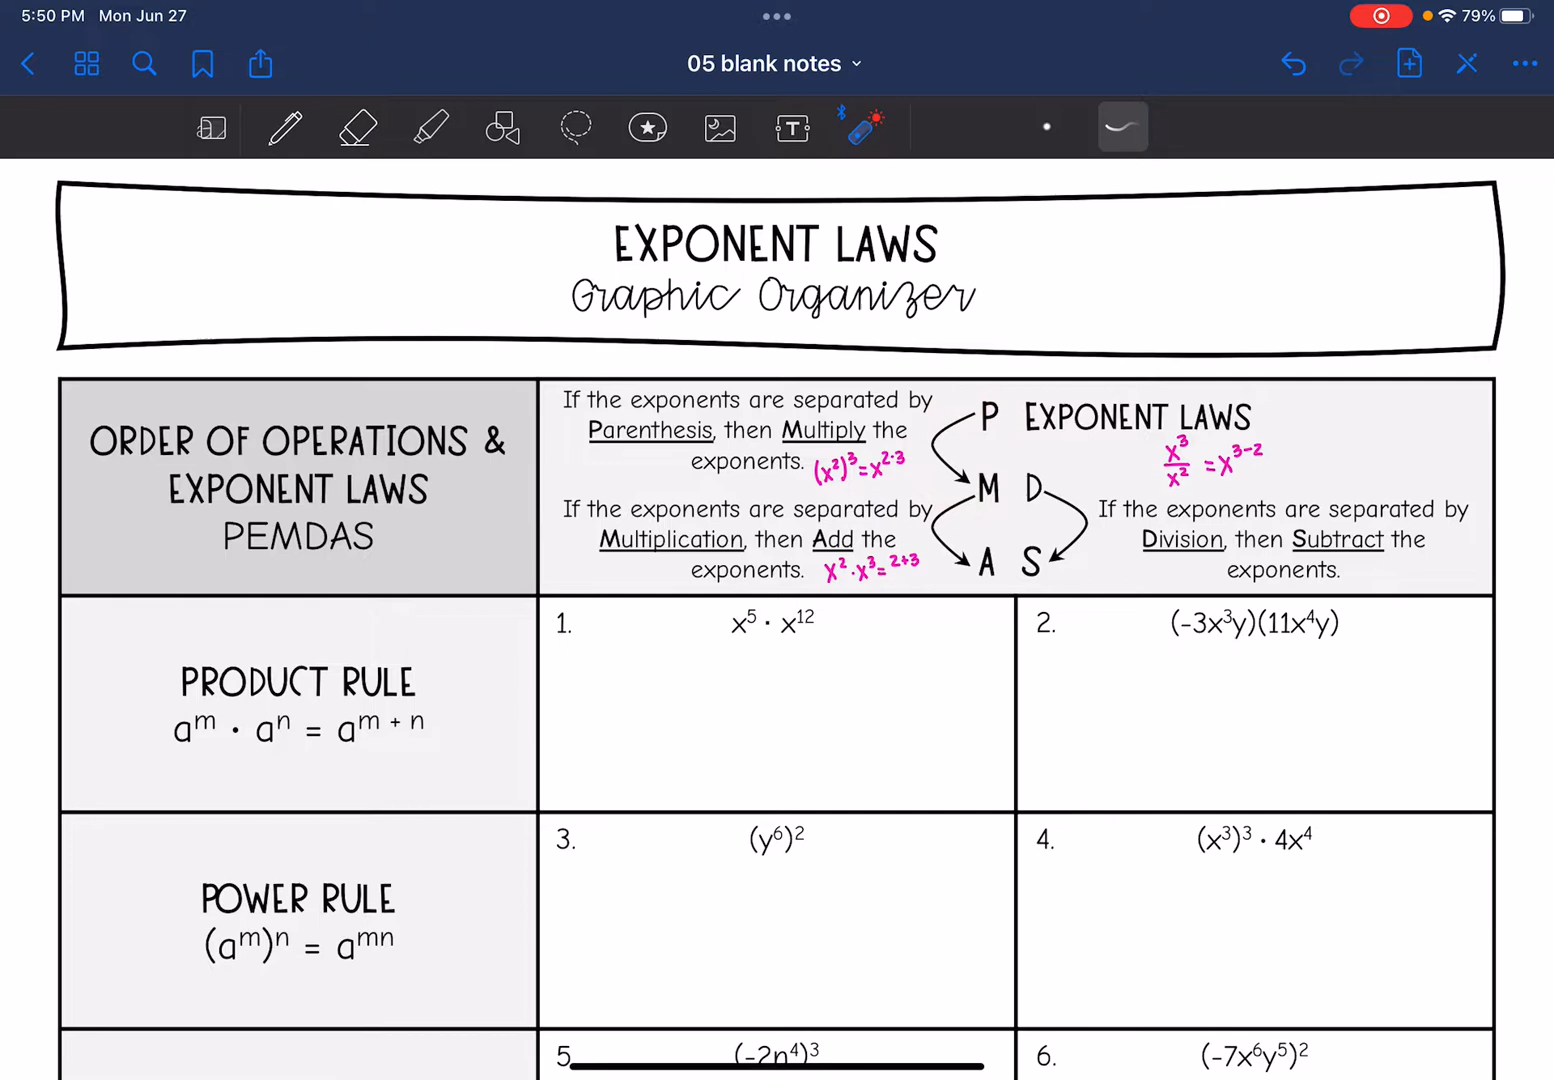 5:50 PM Mon Jun 27
79%
05 blank notes
T
EXPONENT LAWS
Graphic Organizer
ORDER OF OPERATIONS &
EXPONENT LAWS
PEMDAS
If the exponents are separated by
Parenthesis, then Multiply the
exponents. (x²)³=x²·³
If the exponents are separated by
Multiplication, then Add the
exponents. x²·x³=²⁺³
P EXPONENT LAWS
M D
A S
x³/x² =x³⁻²
If the exponents are separated by
Division, then Subtract the
exponents.
PRODUCT RULE
aᵐ · aⁿ = aᵐ ⁺ ⁿ
1. x⁵ · x¹²
2. (-3x³y)(11x⁴y)
POWER RULE
(aᵐ)ⁿ = aᵐⁿ
3. (y⁶)²
4. (x³)³ · 4x⁴
5. (-2n⁴)³
6. (-7x⁶y⁵)²